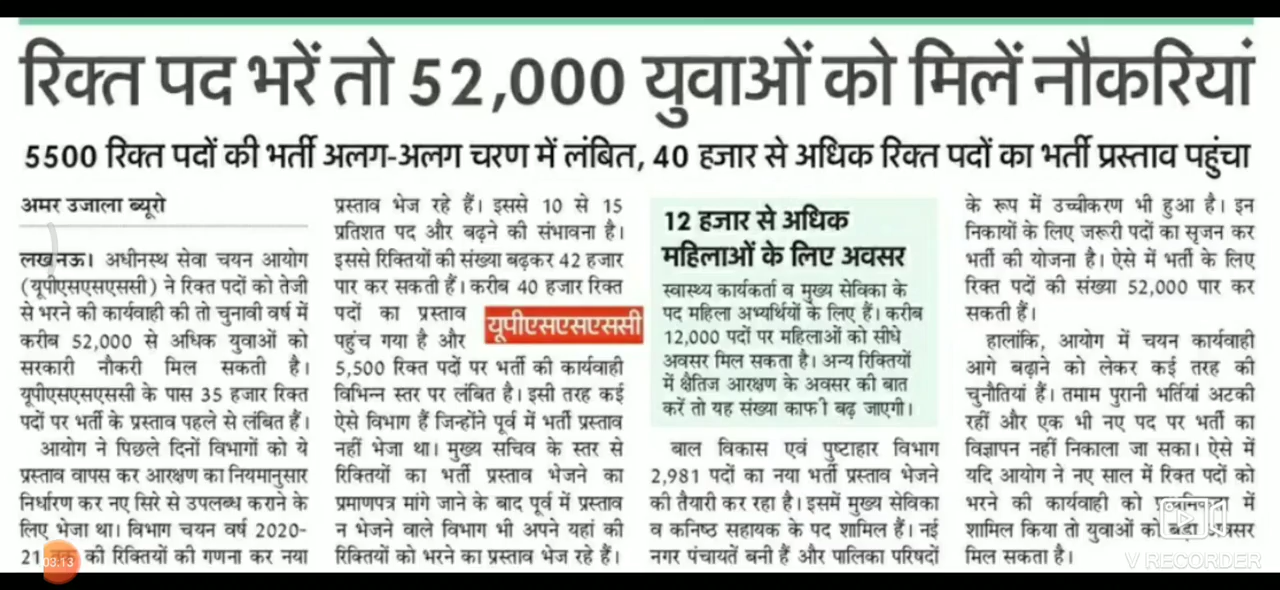 रिक्त पद भरें तो 52,000 युवाओं को मिलें नौकरियां
5500 रिक्त पदों की भर्ती अलग-अलग चरण में लंबित, 40 हजार से अधिक रिक्त पदों का भर्ती प्रस्ताव पहुंचा
अमर उजाला ब्यूरो
लखनऊ। अधीनस्थ सेवा चयन आयोग
(यूपीएसएसएससी) ने रिक्त पदों को तेजी
से भरने की कार्यवाही की तो चुनावी वर्ष में
करीब 52,000 से अधिक युवाओं को
सरकारी नौकरी मिल सकती है।
यूपीएसएसएससी के पास 35 हजार रिक्त
पदों पर भर्ती के प्रस्ताव पहले से लंबित हैं।
आयोग ने पिछले दिनों विभागों को ये
प्रस्ताव वापस कर आरक्षण का नियमानुसार
निर्धारण कर नए सिरे से उपलब्ध कराने के
लिए भेजा था। विभाग चयन वर्ष 2020-
21 की रिक्तियों की गणना कर नया
प्रस्ताव भेज रहे हैं। इससे 10 से 15
प्रतिशत पद और बढ़ने की संभावना है।
इससे रिक्तियों की संख्या बढ़कर 42 हजार
पार कर सकती हैं। करीब 40 हजार रिक्त
पदों का प्रस्ताव
पहुंच गया है और
यूपीएसएसएससी
5,500 रिक्त पदों पर भर्ती की कार्यवाही
विभिन्न स्तर पर लंबित है। इसी तरह कई
ऐसे विभाग हैं जिन्होंने पूर्व में भर्ती प्रस्ताव
नहीं भेजा था। मुख्य सचिव के स्तर से
रिक्तियों का भर्ती प्रस्ताव भेजने का
प्रमाणपत्र मांगे जाने के बाद पूर्व में प्रस्ताव
न भेजने वाले विभाग भी अपने यहां की
रिक्तियों को भरने का प्रस्ताव भेज रहे हैं।
12 हजार से अधिक
महिलाओं के लिए अवसर
स्वास्थ्य कार्यकर्ता व मुख्य सेविका के
पद महिला अभ्यर्थियों के लिए हैं। करीब
12,000 पदों पर महिलाओं को सीधे
अवसर मिल सकता है। अन्य रिक्तियों
में क्षैतिज आरक्षण के अवसर की बात
करें तो यह संख्या काफी बढ़ जाएगी।
बाल विकास एवं पुष्टाहार विभाग
2,981 पदों का नया भर्ती प्रस्ताव भेजने
की तैयारी कर रहा है। इसमें मुख्य सेविका
व कनिष्ठ सहायक के पद शामिल हैं। नई
नगर पंचायतें बनी हैं और पालिका परिषदों
के रूप में उच्चीकरण भी हुआ है। इन
निकायों के लिए जरूरी पदों का सृजन कर
भर्ती की योजना है। ऐसे में भर्ती के लिए
रिक्त पदों की संख्या 52,000 पार कर
सकती हैं।
हालांकि, आयोग में चयन कार्यवाही
आगे बढ़ाने को लेकर कई तरह की
चुनौतियां हैं। तमाम पुरानी भर्तियां अटकी
रहीं और एक भी नए पद पर भर्ती का
विज्ञापन नहीं निकाला जा सका। ऐसे में
यदि आयोग ने नए साल में रिक्त पदों को
भरने की कार्यवाही को में
शामिल किया तो युवाओं को
मिल सकता है।
03:13
V RECORDER